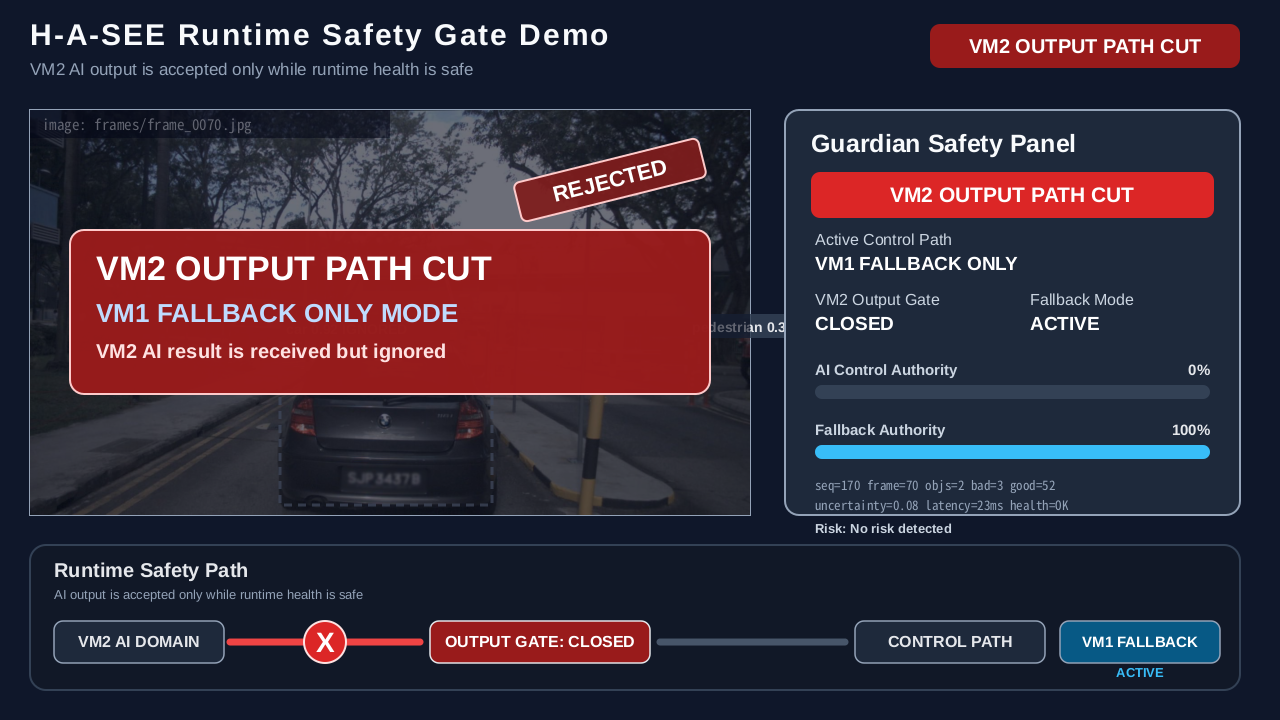 H-A-SEE Runtime Safety Gate Demo
VM2 AI output is accepted only while runtime health is safe
VM2 OUTPUT PATH CUT
image: frames/frame_0070.jpg
REJECTED
VM2 OUTPUT PATH CUT
VM1 FALLBACK ONLY MODE
VM2 AI result is received but ignored
destrian 0.3
SJP3437B
Guardian Safety Panel
VM2 OUTPUT PATH CUT
Active Control Path
VM1 FALLBACK ONLY
VM2 Output Gate
CLOSED
Fallback Mode
ACTIVE
AI Control Authority 0%
Fallback Authority 100%
seq=170 frame=70 objs=2 bad=3 good=52
uncertainty=0.08 latency=23ms health=OK
Risk: No risk detected
Runtime Safety Path
AI output is accepted only while runtime health is safe
VM2 AI DOMAIN
X
OUTPUT GATE: CLOSED
CONTROL PATH
VM1 FALLBACK
ACTIVE